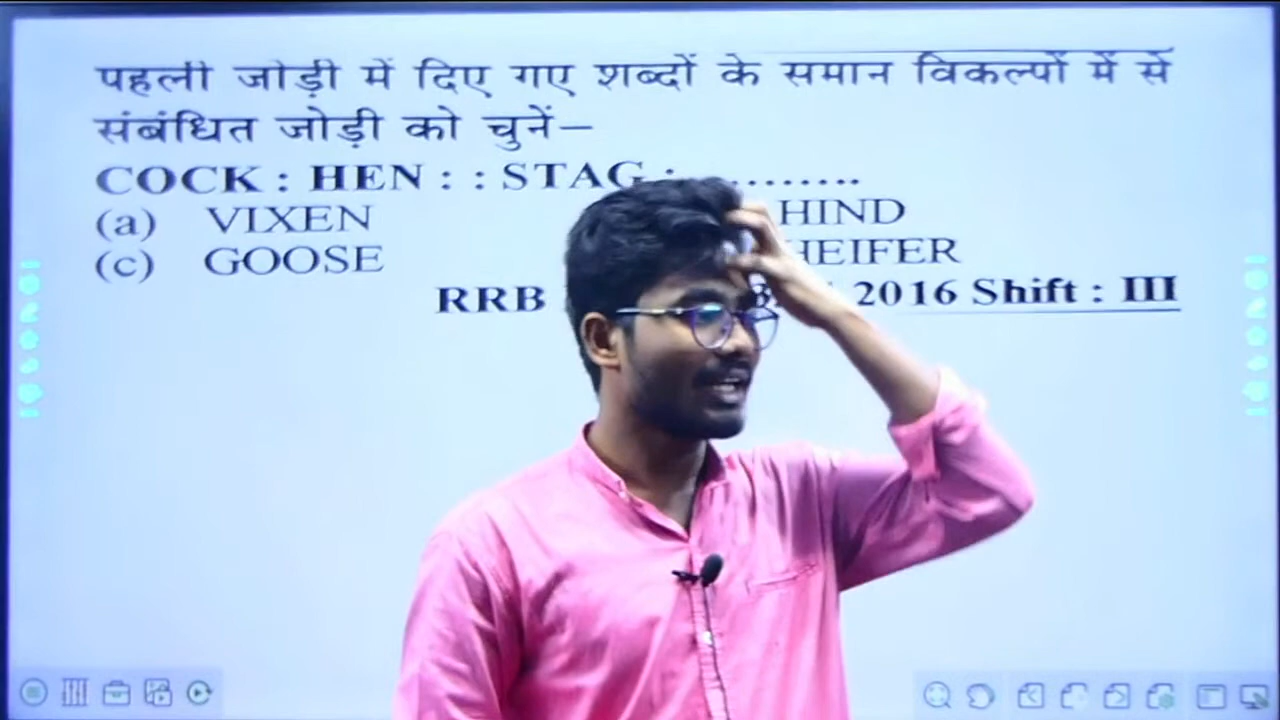 पहली जोड़ी में दिए गए शब्दों के समान विकल्पों में से
संबंधित जोड़ी को चुनें–
COCK : HEN : : STAG : ..........
(a) VIXEN HIND
(c) GOOSE HEIFER
RRB 2016 Shift : III